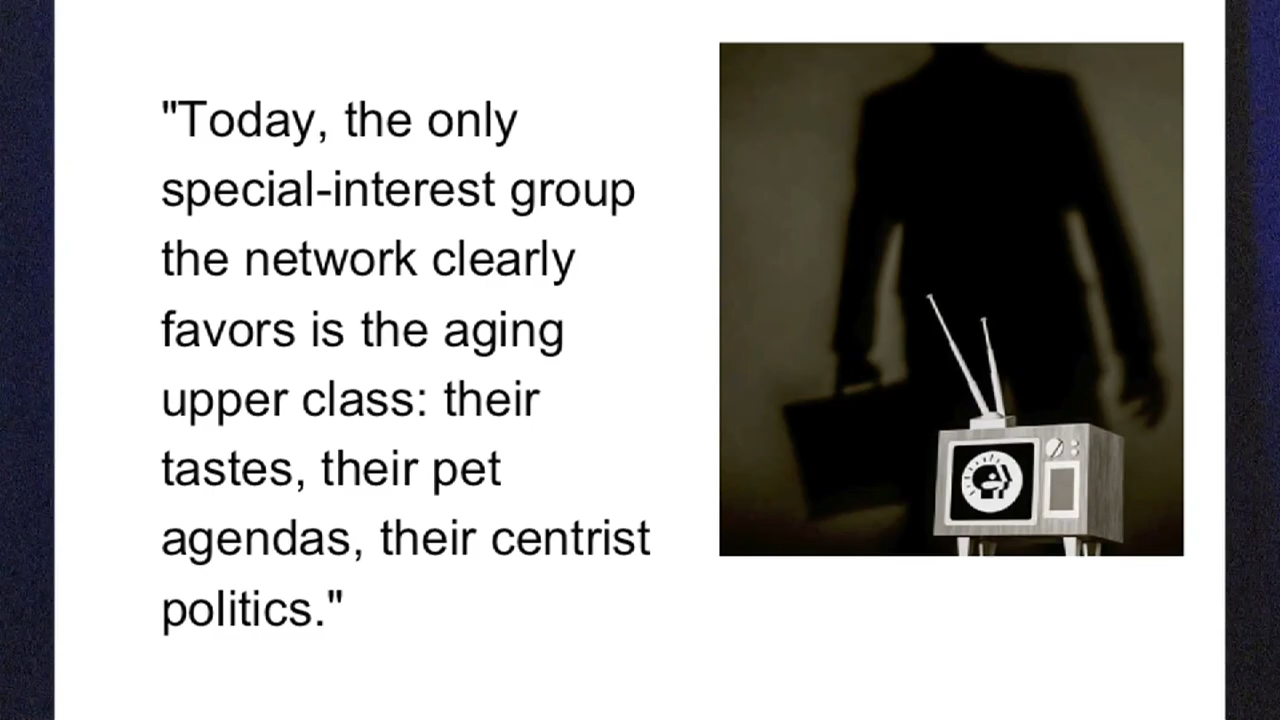 "Today, the only
special-interest group
the network clearly
favors is the aging
upper class: their
tastes, their pet
agendas, their centrist
politics."